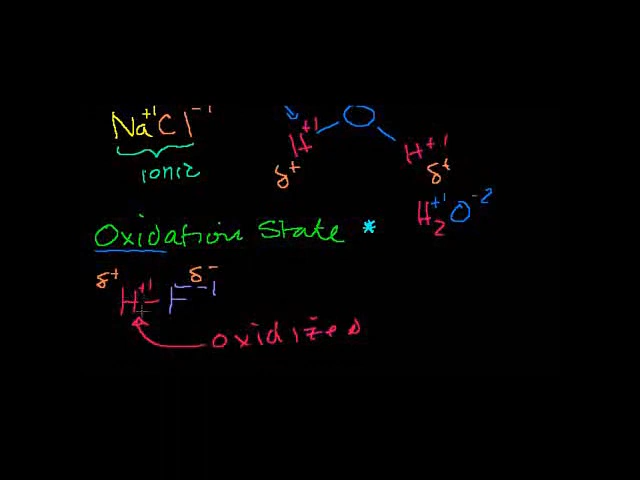 Na⁺¹Cl⁻¹
ionic
O
H⁺¹ H⁺¹
δ⁺ δ⁺
H₂⁺¹O⁻²
Oxidation State *
δ⁺ δ⁻
H⁺¹–F⁻¹
oxidized